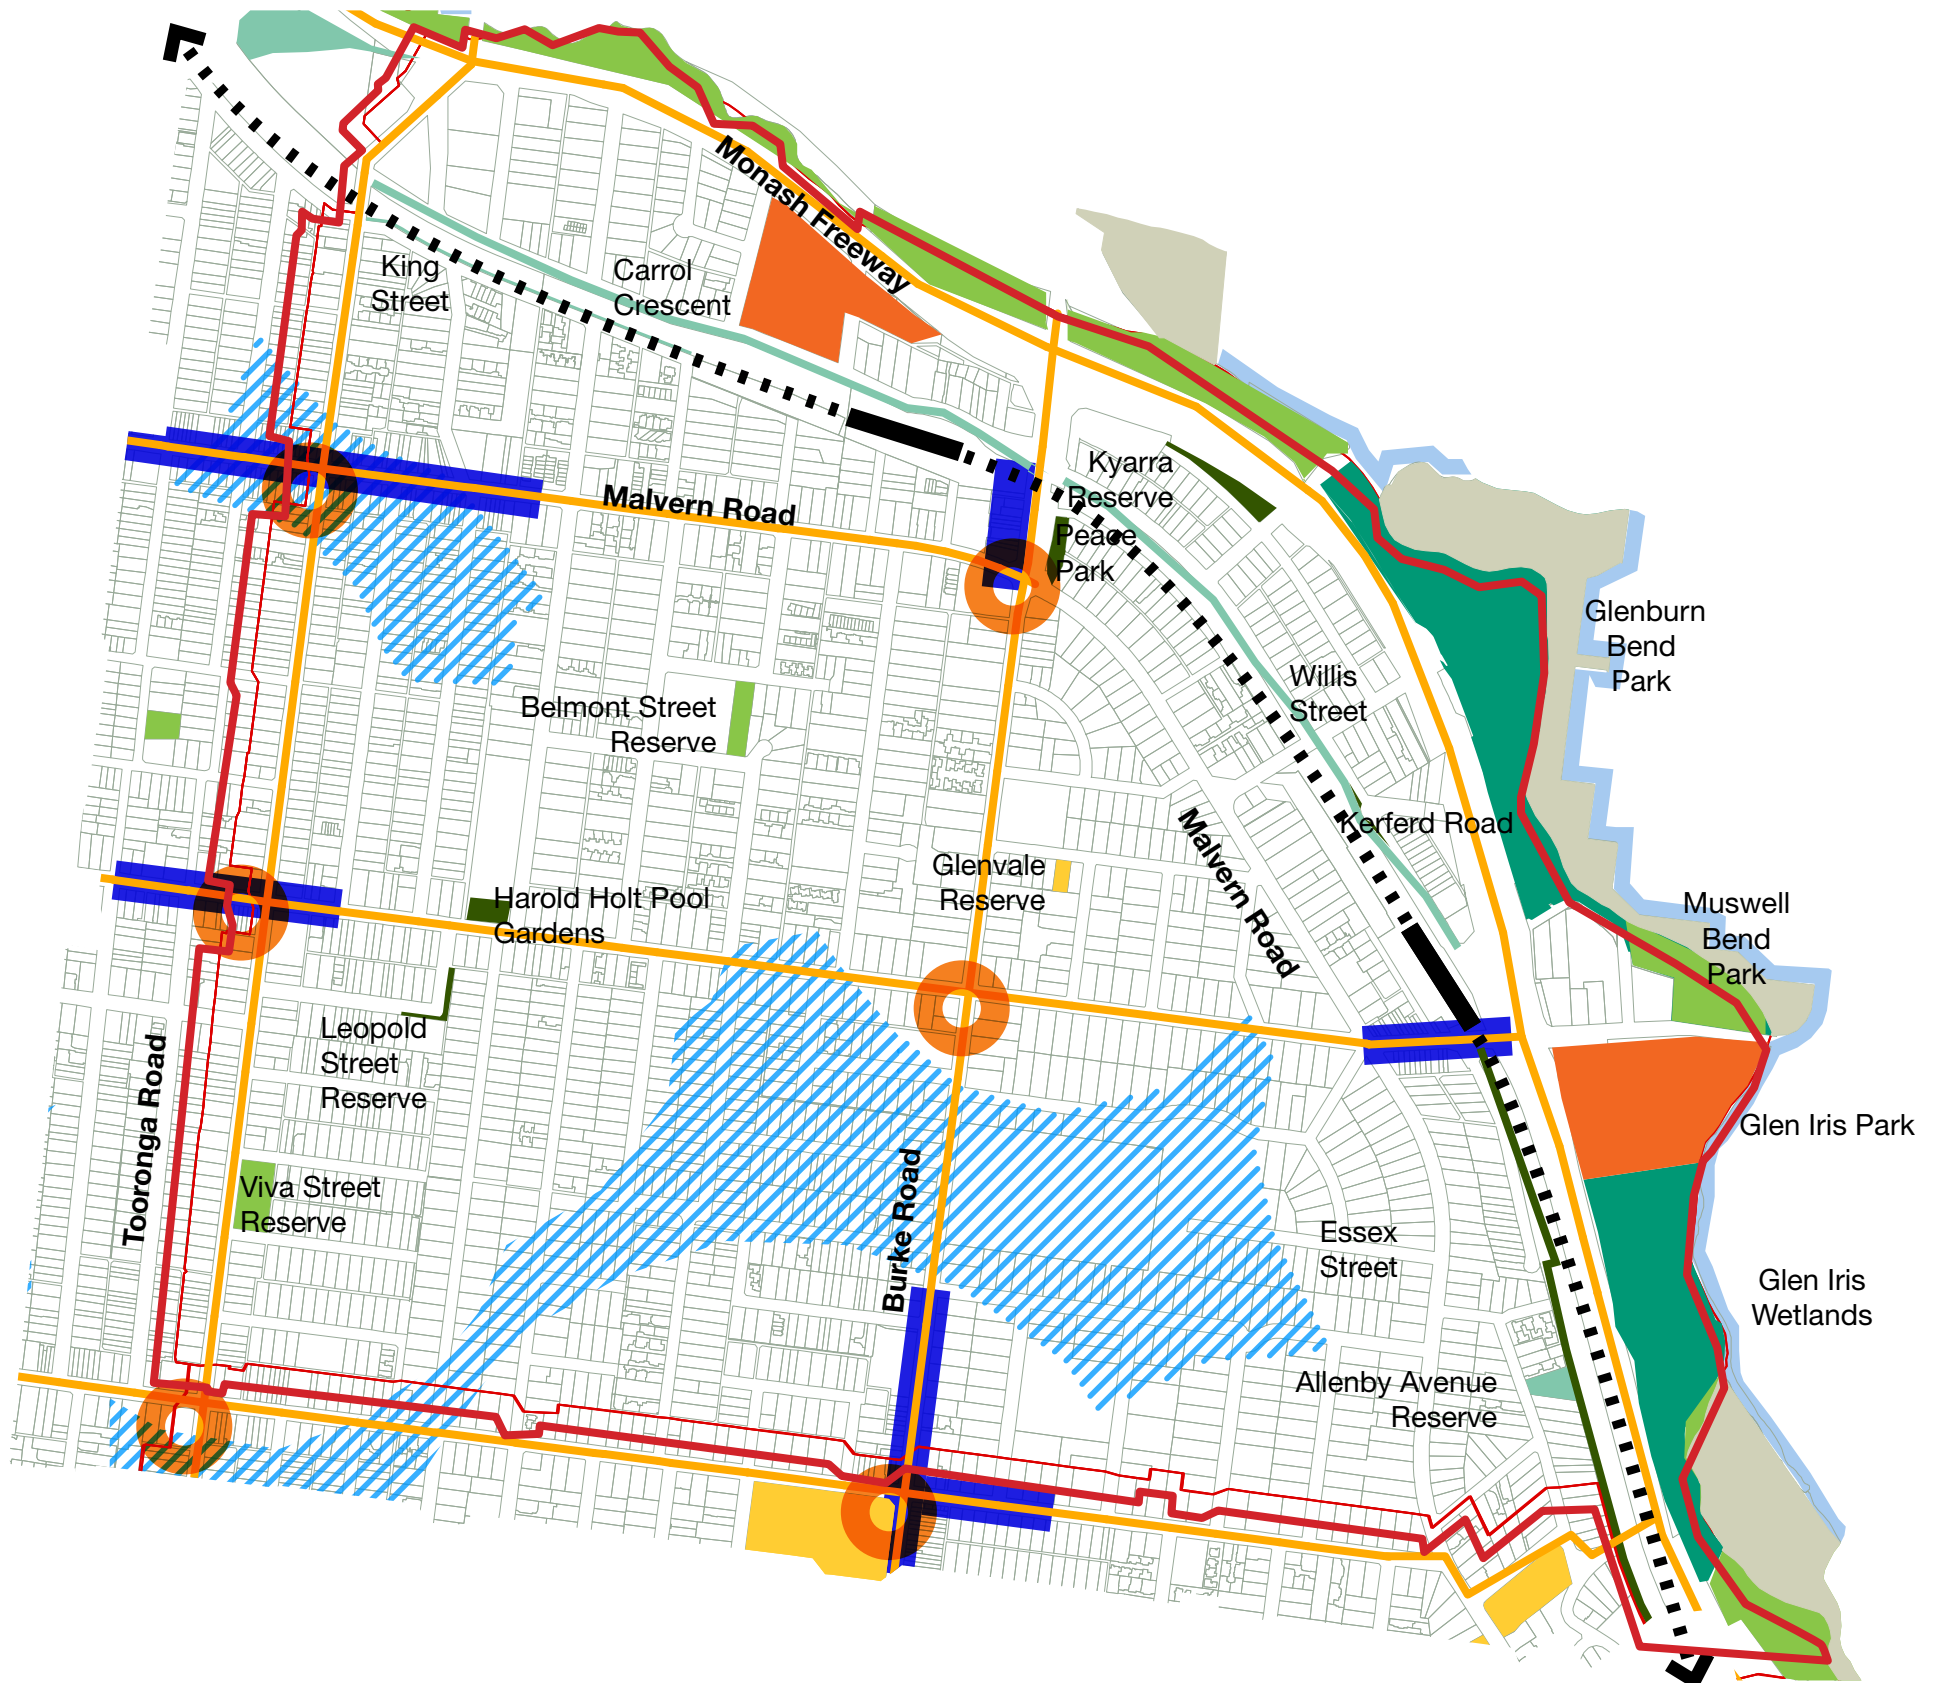 Monash Freeway
King
Street
Carrol
Crescent
Kyarra
Reserve
Malvern Road
Peace
Park
Glenburn
Bend
Park
Willis
Street
Belmont Street
Reserve
Kerferd Road
Malvern Road
Glenvale
Reserve
Harold Holt Pool
Gardens
Muswell
Bend
Park
Leopold
Street
Reserve
Tooronga Road
Glen Iris Park
Viva Street
Reserve
Burke Road
Essex
Street
Glen Iris
Wetlands
Allenby Avenue
Reserve